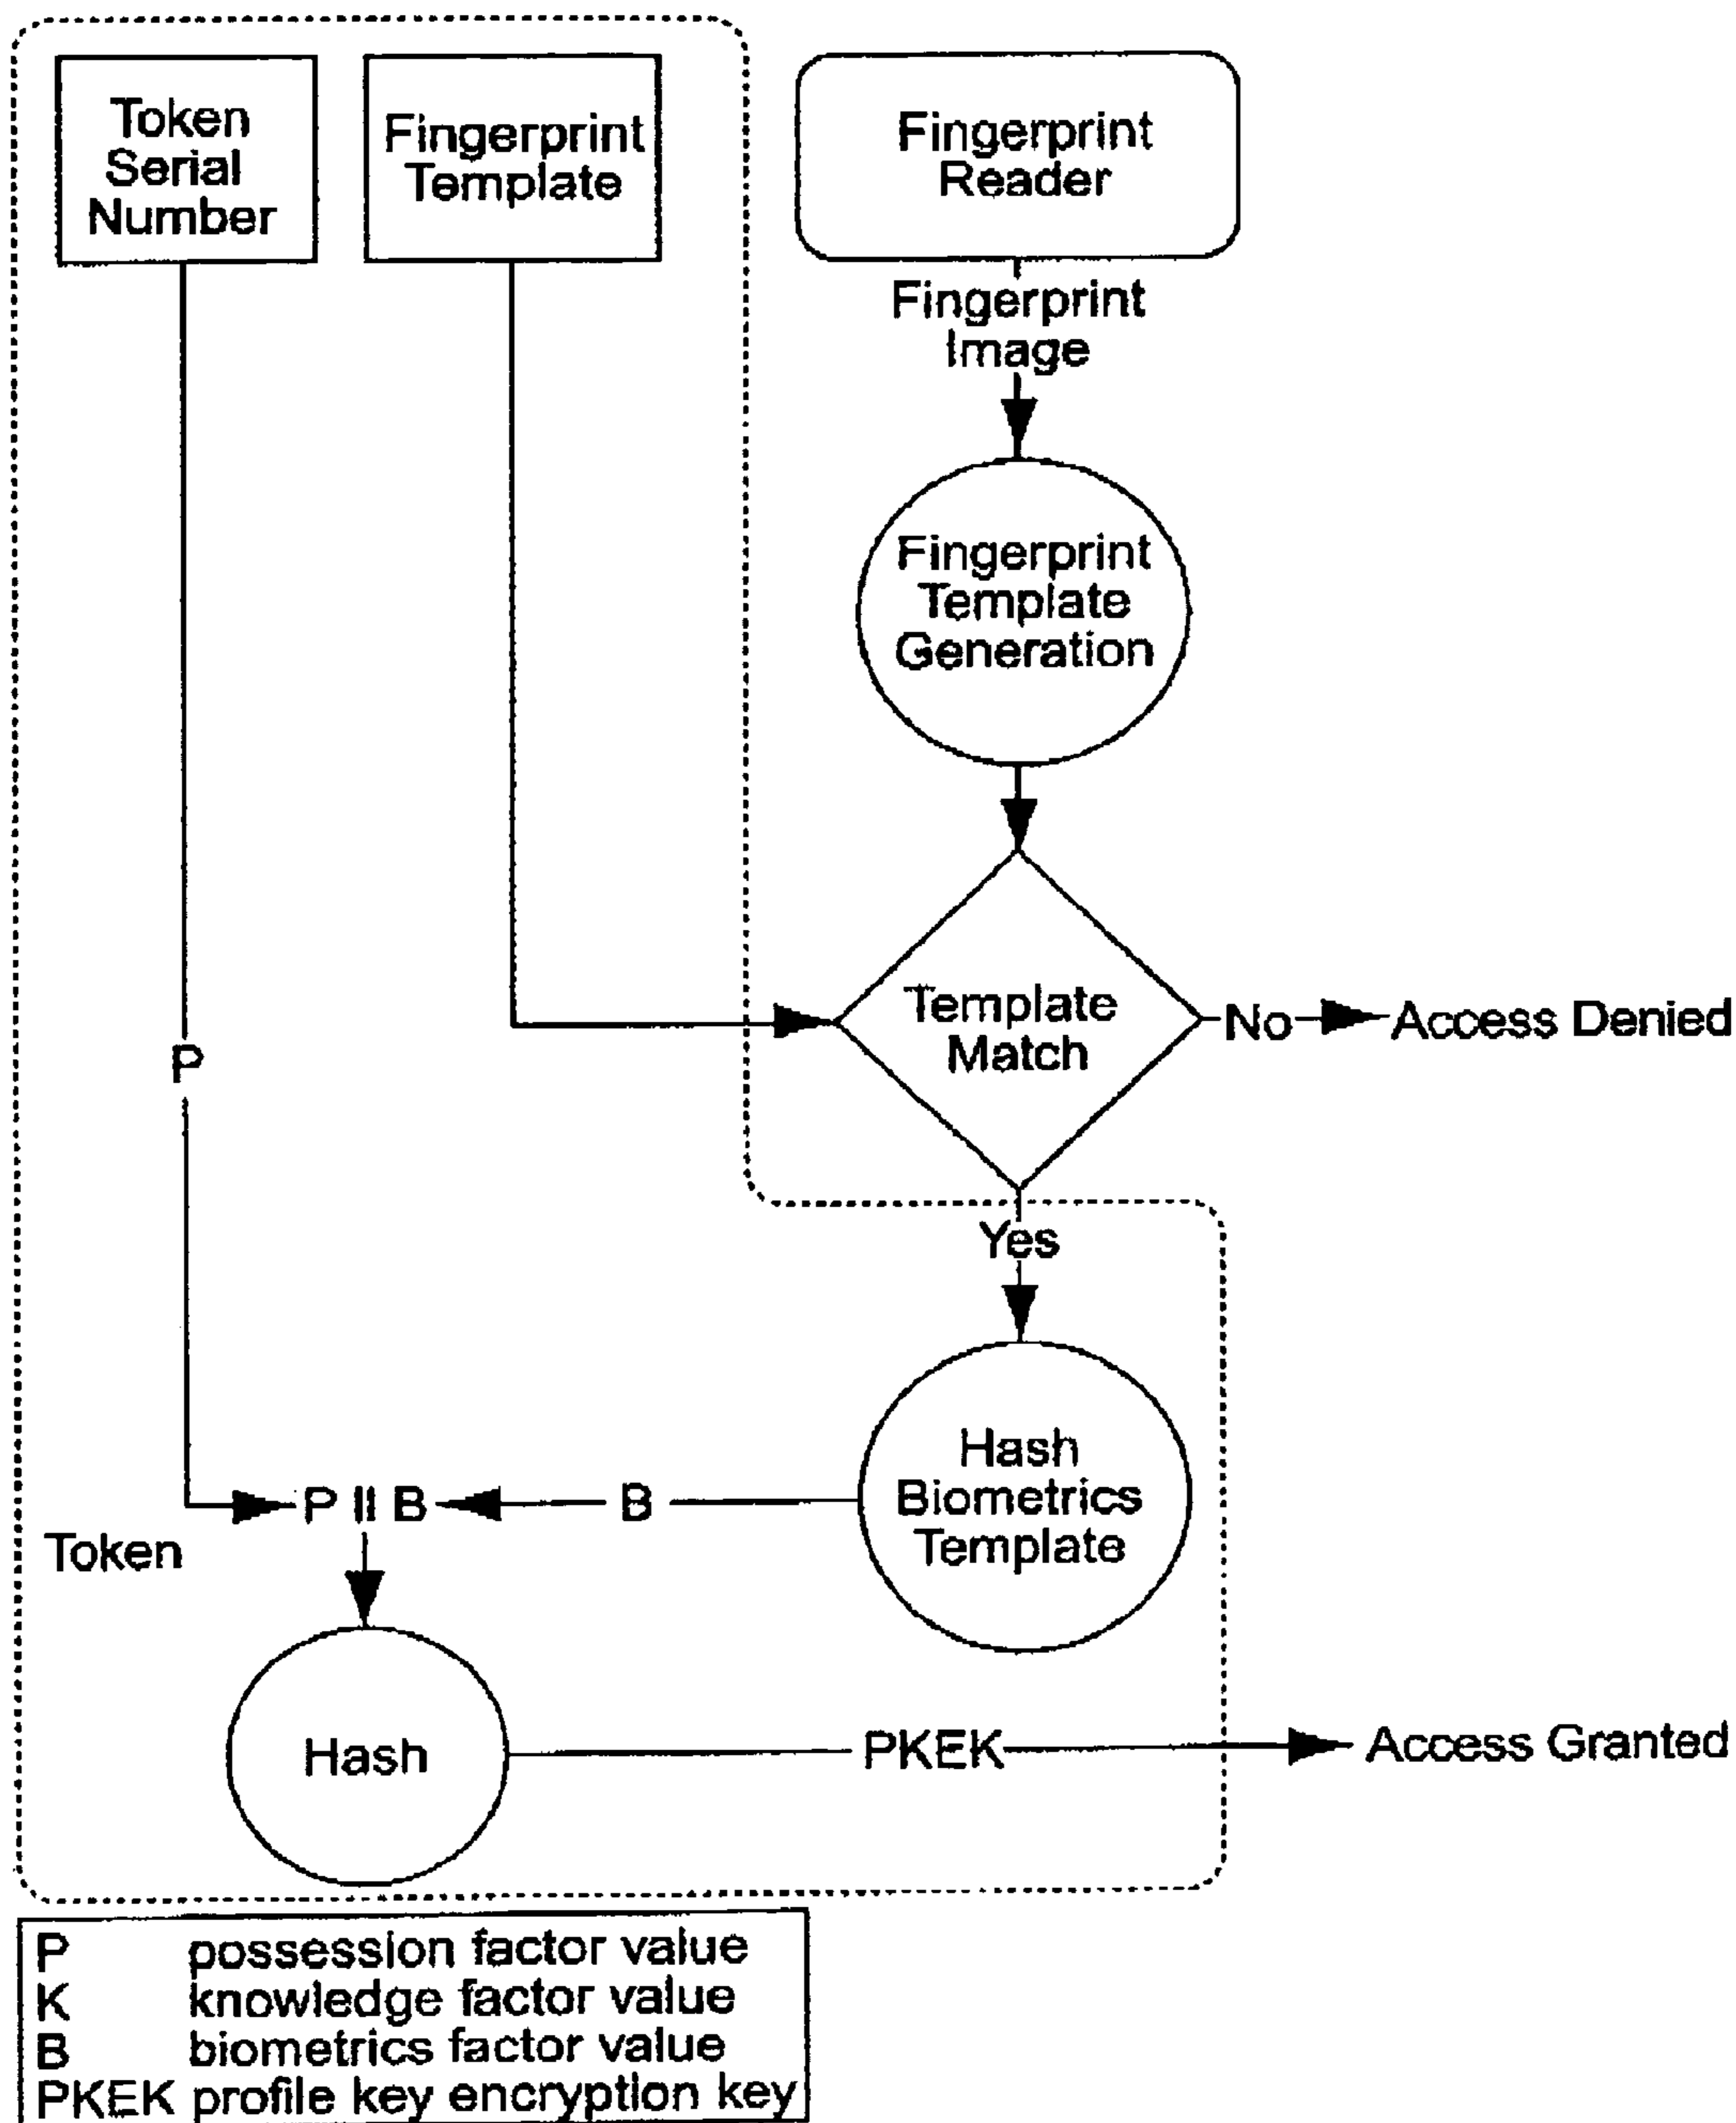 Token
Serial
Number
Fingerprint
Template
Fingerprint
Reader
Fingerprint
Image
Fingerprint
Template
Generation
Template
Match
No
Access Denied
P
Yes
Hash
Biometrics
Template
P II B
B
Token
Hash
PKEK
Access Granted
P possession factor value
K knowledge factor value
B biometrics factor value
PKEK profile key encryption key